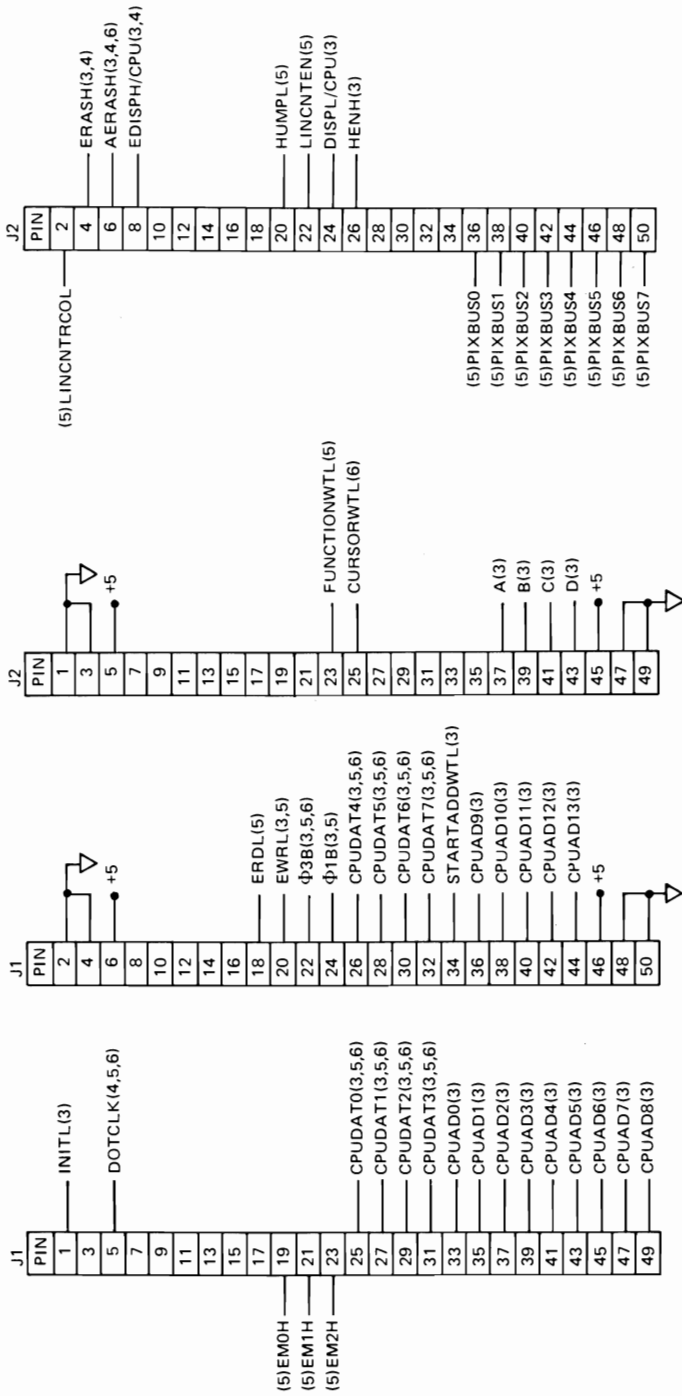 J1
PIN
1 INITL(3)
3
5 DOTCLK(4,5,6)
7
9
11
13
15
17
(5)EM0H 19
(5)EM1H 21
(5)EM2H 23
25 CPUDAT0(3,5,6)
27 CPUDAT1(3,5,6)
29 CPUDAT2(3,5,6)
31 CPUDAT3(3,5,6)
33 CPUAD0(3)
35 CPUAD1(3)
37 CPUAD2(3)
39 CPUAD3(3)
41 CPUAD4(3)
43 CPUAD5(3)
45 CPUAD6(3)
47 CPUAD7(3)
49 CPUAD8(3)
J1
PIN
2
4
6 +5
8
10
12
14
16
18 ERDL(5)
20 EWRL(3,5)
22 Φ3B(3,5,6)
24 Φ1B(3,5)
26 CPUDAT4(3,5,6)
28 CPUDAT5(3,5,6)
30 CPUDAT6(3,5,6)
32 CPUDAT7(3,5,6)
34 STARTADDWTL(3)
36 CPUAD9(3)
38 CPUAD10(3)
40 CPUAD11(3)
42 CPUAD12(3)
44 CPUAD13(3)
46 +5
48
50
J2
PIN
1
3
5 +5
7
9
11
13
15
17
19
21
23 FUNCTIONWTL(5)
25 CURSORWTL(6)
27
29
31
33
35
37 A(3)
39 B(3)
41 C(3)
43 D(3)
45 +5
47
49
J2
PIN
(5)LINCNTRCOL 2
4 ERASH(3,4)
6 AERASH(3,4,6)
8 EDISPH/CPU(3,4)
10
12
14
16
18
20 HUMPL(5)
22 LINCNTEN(5)
24 DISPL/CPU(3)
26 HENH(3)
28
30
32
34
(5)PIXBUS0 36
(5)PIXBUS1 38
(5)PIXBUS2 40
(5)PIXBUS3 42
(5)PIXBUS4 44
(5)PIXBUS5 46
(5)PIXBUS6 48
(5)PIXBUS7 50